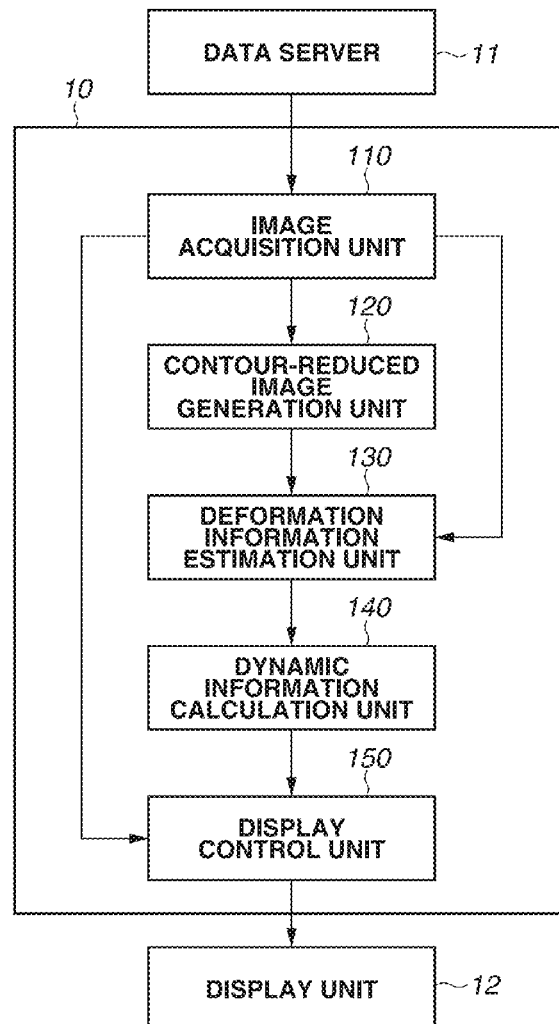 DATA SERVER
11
10
110
IMAGE
ACQUISITION UNIT
120
CONTOUR-REDUCED
IMAGE
GENERATION UNIT
130
DEFORMATION
INFORMATION
ESTIMATION UNIT
140
DYNAMIC
INFORMATION
CALCULATION UNIT
150
DISPLAY
CONTROL UNIT
DISPLAY UNIT
12